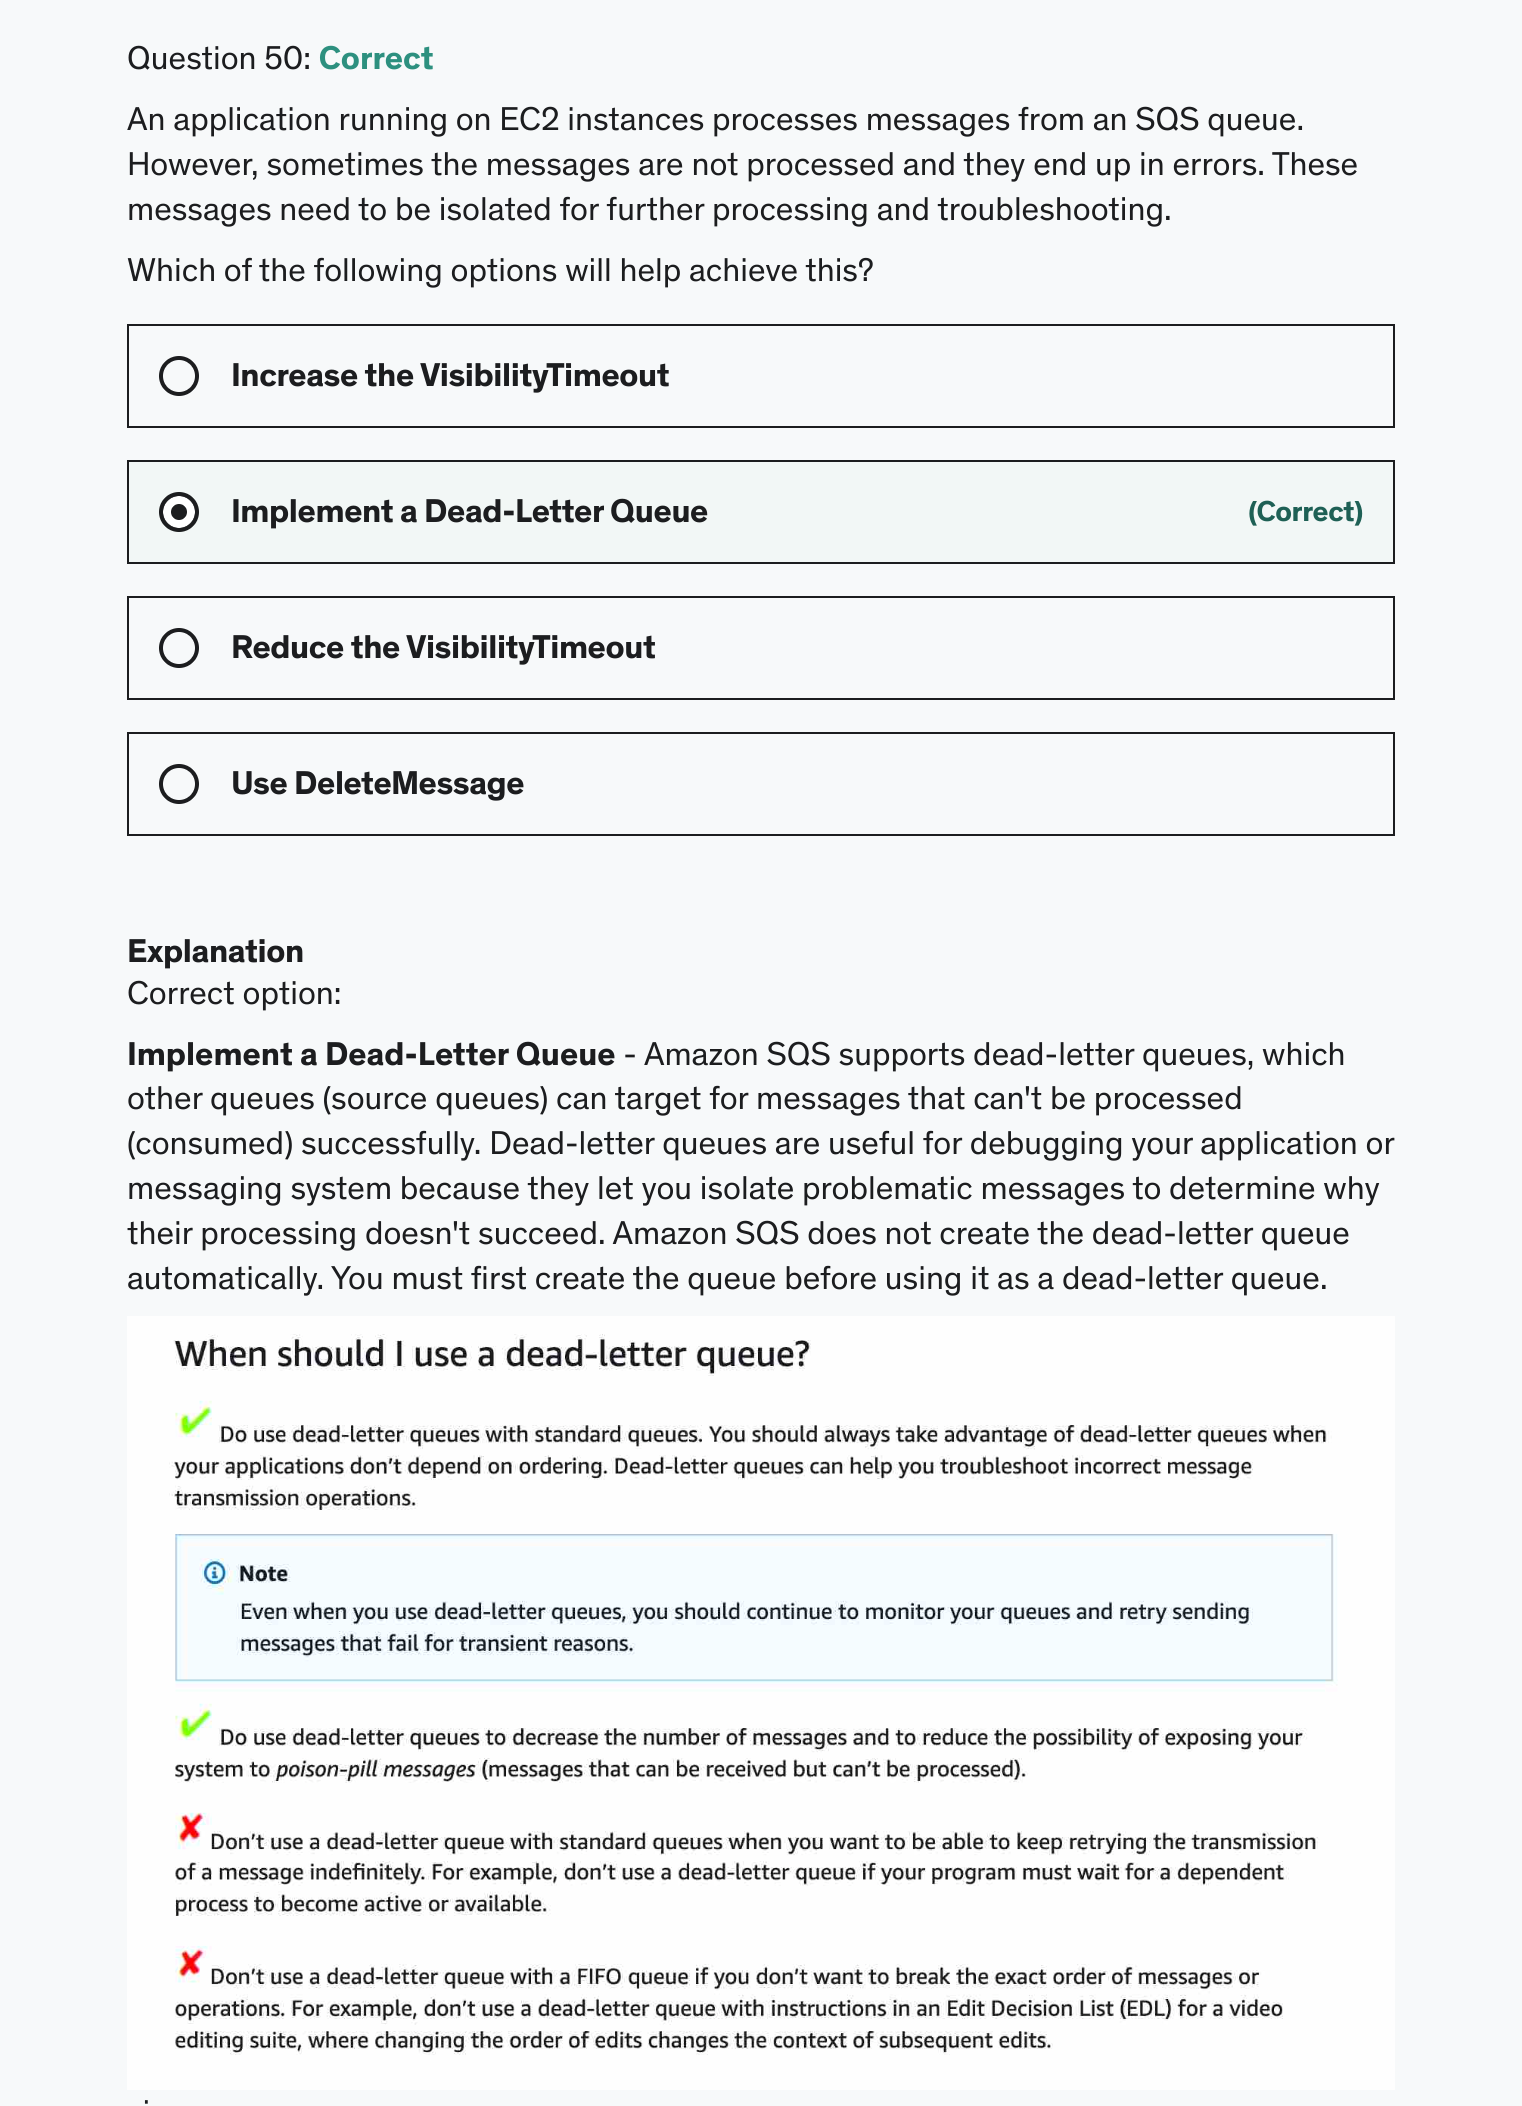 Question 50: Correct
An application running on EC2 instances processes messages from an SQS queue.
However, sometimes the messages are not processed and they end up in errors. These
messages need to be isolated for further processing and troubleshooting.
Which of the following options will help achieve this?
Increase the VisibilityTimeout
Implement a Dead-Letter Queue (Correct)
Reduce the VisibilityTimeout
Use DeleteMessage
Explanation
Correct option:
Implement a Dead-Letter Queue - Amazon SQS supports dead-letter queues, which
other queues (source queues) can target for messages that can't be processed
(consumed) successfully. Dead-letter queues are useful for debugging your application or
messaging system because they let you isolate problematic messages to determine why
their processing doesn't succeed. Amazon SQS does not create the dead-letter queue
automatically. You must first create the queue before using it as a dead-letter queue.
When should I use a dead-letter queue?
Do use dead-letter queues with standard queues. You should always take advantage of dead-letter queues when
your applications don’t depend on ordering. Dead-letter queues can help you troubleshoot incorrect message
transmission operations.
Note
Even when you use dead-letter queues, you should continue to monitor your queues and retry sending
messages that fail for transient reasons.
Do use dead-letter queues to decrease the number of messages and to reduce the possibility of exposing your
system to poison-pill messages (messages that can be received but can’t be processed).
Don’t use a dead-letter queue with standard queues when you want to be able to keep retrying the transmission
of a message indefinitely. For example, don’t use a dead-letter queue if your program must wait for a dependent
process to become active or available.
Don’t use a dead-letter queue with a FIFO queue if you don’t want to break the exact order of messages or
operations. For example, don’t use a dead-letter queue with instructions in an Edit Decision List (EDL) for a video
editing suite, where changing the order of edits changes the context of subsequent edits.
.